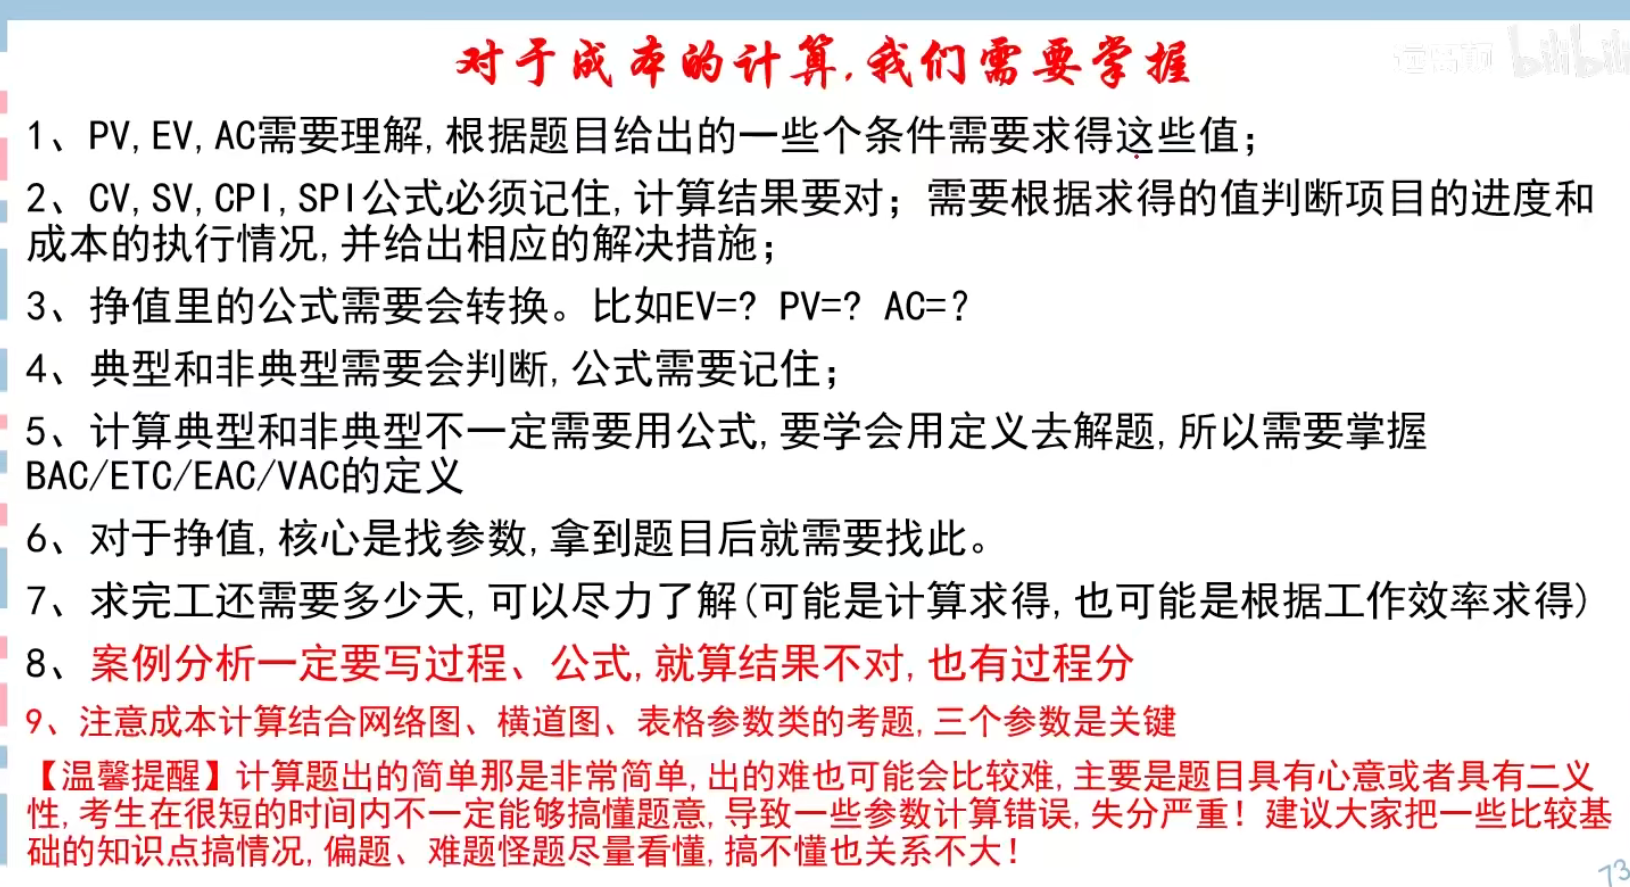 对于成本的计算,我们需要掌握
bilibili
1、PV,EV,AC需要理解,根据题目给出的一些个条件需要求得这些值;
2、CV,SV,CPI,SPI公式必须记住,计算结果要对; 需要根据求得的值判断项目的进度和
成本的执行情况,并给出相应的解决措施;
3、挣值里的公式需要会转换。比如EV=? PV=? AC=?
4、典型和非典型需要会判断,公式需要记住;
5、计算典型和非典型不一定需要用公式,要学会用定义去解题,所以需要掌握
BAC/ETC/EAC/VAC的定义
6、对于挣值,核心是找参数,拿到题目后就需要找此。
7、求完工还需要多少天,可以尽力了解(可能是计算求得,也可能是根据工作效率求得)
8、案例分析一定要写过程、公式,就算结果不对,也有过程分
9、注意成本计算结合网络图、横道图、表格参数类的考题,三个参数是关键
【温馨提醒】计算题出的简单那是非常简单,出的难也可能会比较难,主要是题目具有心意或者具有二义
性,考生在很短的时间内不一定能够搞懂题意,导致一些参数计算错误,失分严重! 建议大家把一些比较基
础的知识点搞情况,偏题、难题怪题尽量看懂,搞不懂也关系不大!
73